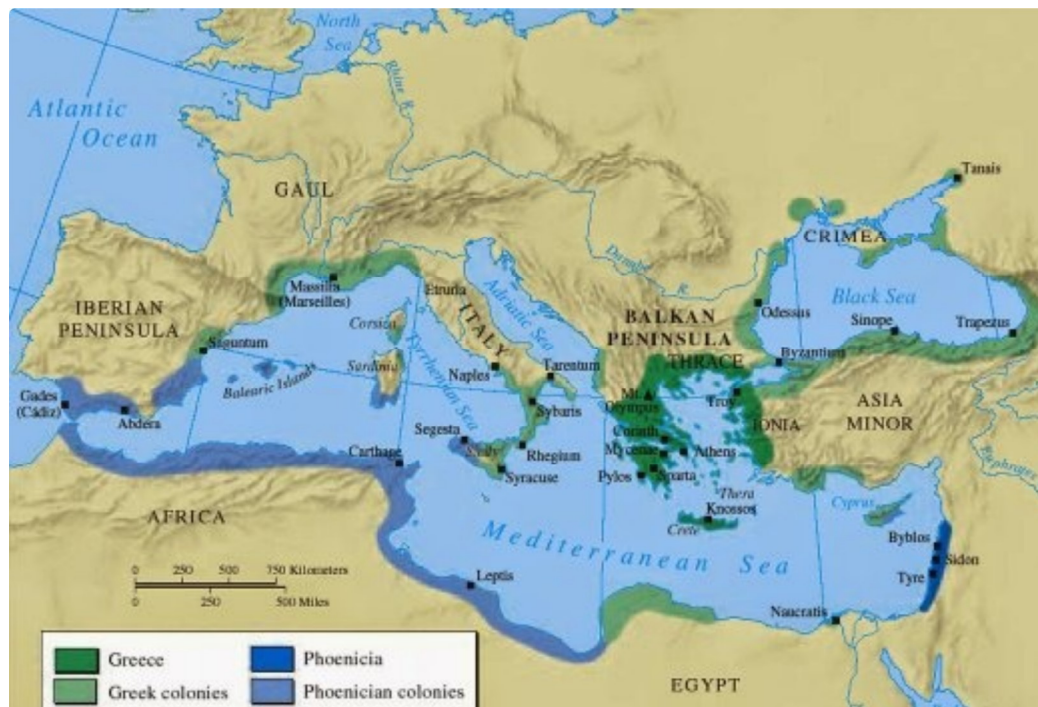 North
Sea
Atlantic
Ocean
Rhine R.
GAUL
Tanais
CRIMEA
Danube
R.
Massilia
(Marseilles)
Etruria
ITALY
Adriatic Sea
Black Sea
Odessus
Sinope
Trapezus
IBERIAN
PENINSULA
Corsica
BALKAN
PENINSULA
Saguntum
Sardinia
Tyrrhenian Sea
THRACE
Byzantium
Balearic Islands
Naples
Tarentum
Mt.
Olympus
Troy
ASIA
MINOR
Gades
(Cádiz)
Abdera
Sybaris
IONIA
Segesta
Sicily
Corinth
Carthage
Rhegium
Mycenae
Athens
Euphrates
Syracuse
Pylos
Sparta
Thera
Knossos
Crete
Cyprus
AFRICA
Mediterranean Sea
Byblos
Sidon
Tyre
0 250 500 750 Kilometers
0 250 500 Miles
Leptis
Naucratis
EGYPT
Greece
Phoenicia
Greek colonies
Phoenician colonies